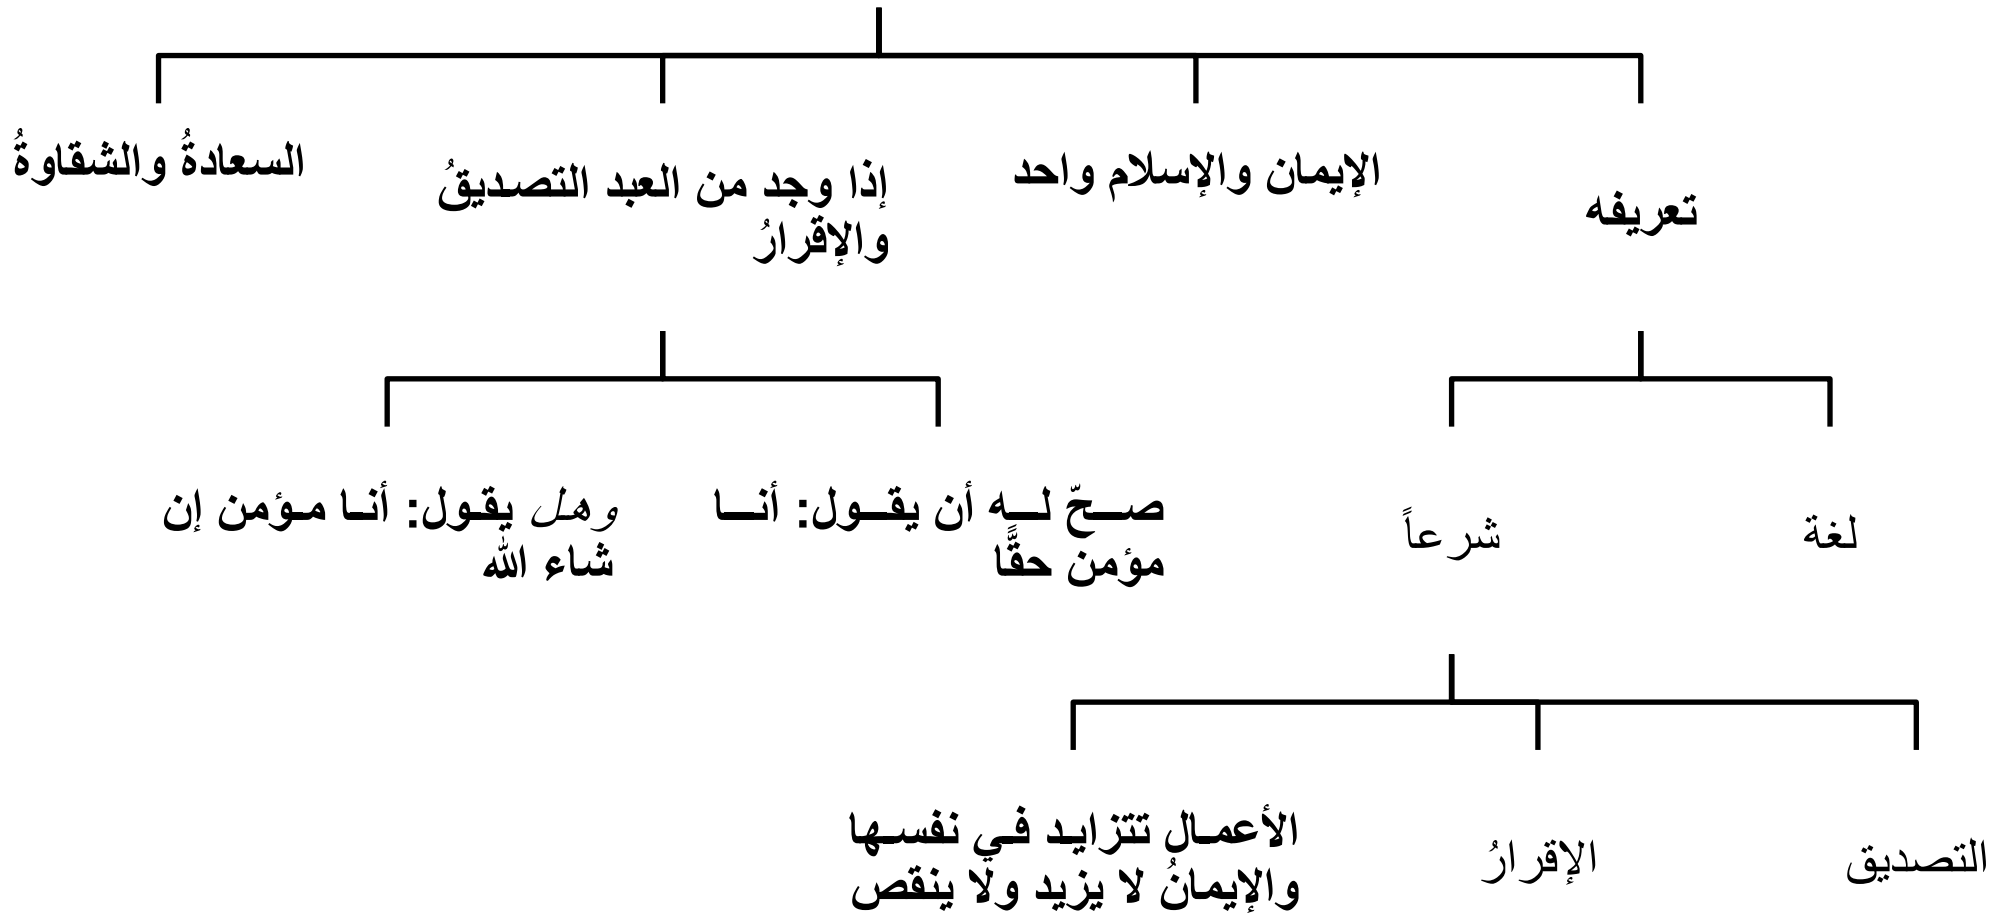 تعريفه
الإيمان والإسلام واحد
إذا وجد من العبد التصديقُ
والإقرارُ
السعادةُ والشقاوةُ
لغة
شرعاً
صحّ له أن يقول: أنا
مؤمن حقًّا
وهل يقول: أنا مؤمن إن
شاء الله
التصديق
الإقرارُ
الأعمال تتزايد في نفسها
والإيمانُ لا يزيد ولا ينقص